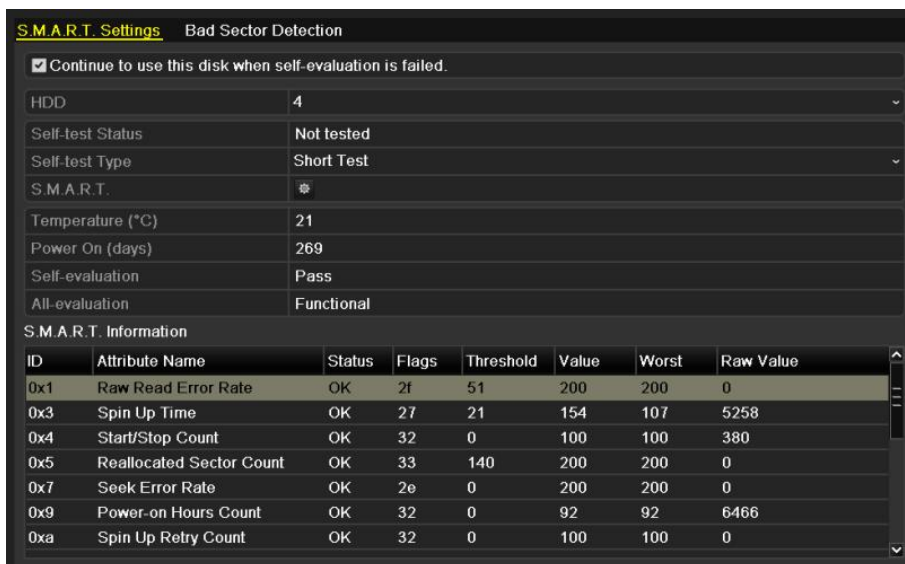 S.M.A.R.T. Settings Bad Sector Detection
Continue to use this disk when self-evaluation is failed.
HDD 4
Self-test Status Not tested
Self-test Type Short Test
S.M.A.R.T.
Temperature (°C) 21
Power On (days) 269
Self-evaluation Pass
All-evaluation Functional
S.M.A.R.T. Information
ID Attribute Name Status Flags Threshold Value Worst Raw Value
0x1 Raw Read Error Rate OK 2f 51 200 200 0
0x3 Spin Up Time OK 27 21 154 107 5258
0x4 Start/Stop Count OK 32 0 100 100 380
0x5 Reallocated Sector Count OK 33 140 200 200 0
0x7 Seek Error Rate OK 2e 0 200 200 0
0x9 Power-on Hours Count OK 32 0 92 92 6466
0xa Spin Up Retry Count OK 32 0 100 100 0